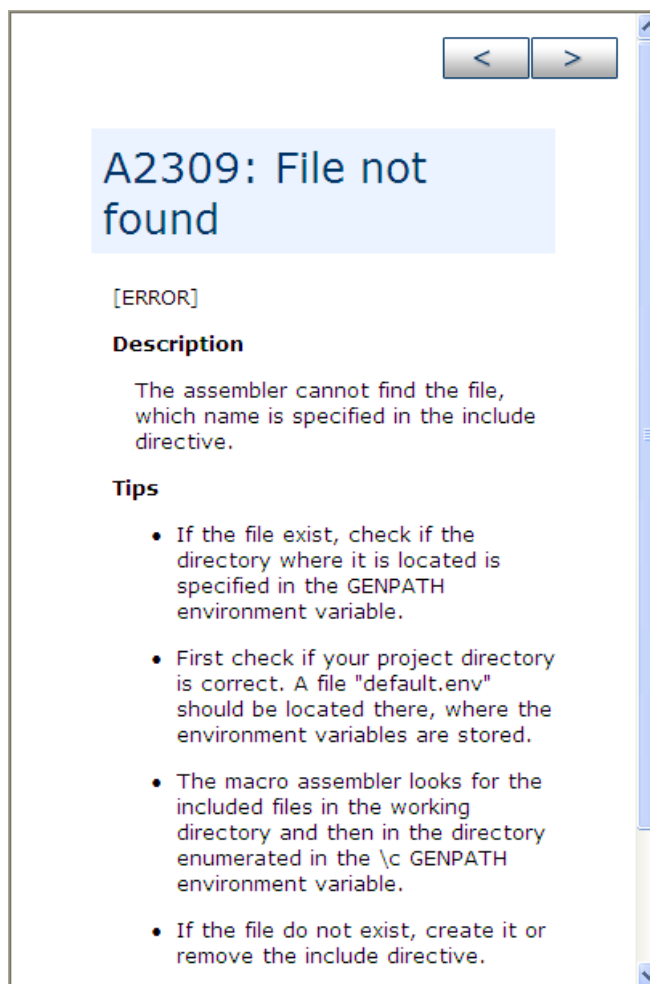 < >
A2309: File not
found
[ERROR]
Description
The assembler cannot find the file,
which name is specified in the include
directive.
Tips
• If the file exist, check if the
directory where it is located is
specified in the GENPATH
environment variable.
• First check if your project directory
is correct. A file "default.env"
should be located there, where the
environment variables are stored.
• The macro assembler looks for the
included files in the working
directory and then in the directory
enumerated in the \c GENPATH
environment variable.
• If the file do not exist, create it or
remove the include directive.